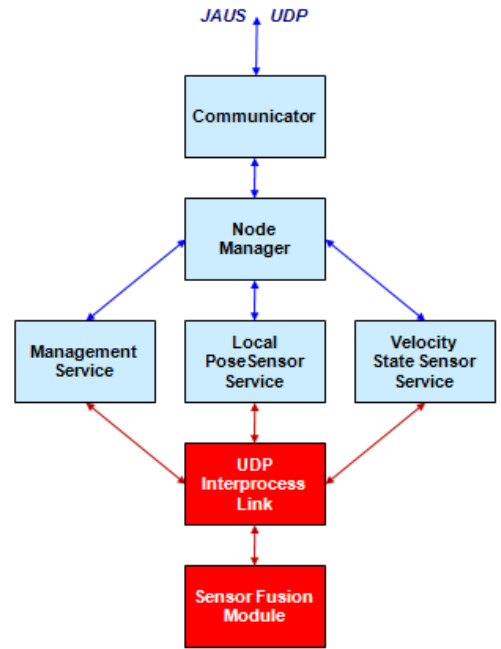 JAUS UDP
Communicator
Node
Manager
Management
Service
Local
PoseSensor
Service
Velocity
State Sensor
Service
UDP
Interprocess
Link
Sensor Fusion
Module